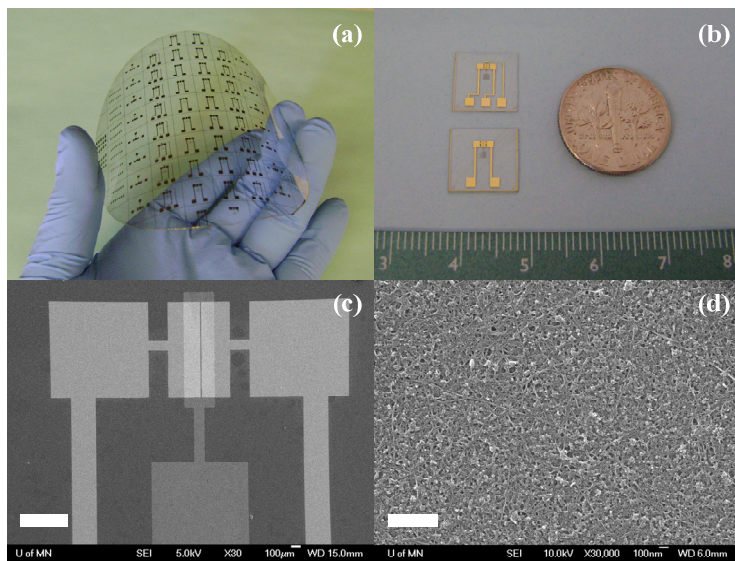 (a)
(b)
3 4 5 6 7 8
(c)
(d)
U of MN SEI 5.0kV X30 100µm WD 15.0mm
U of MN SEI 10.0kV X30,000 100nm WD 6.0mm